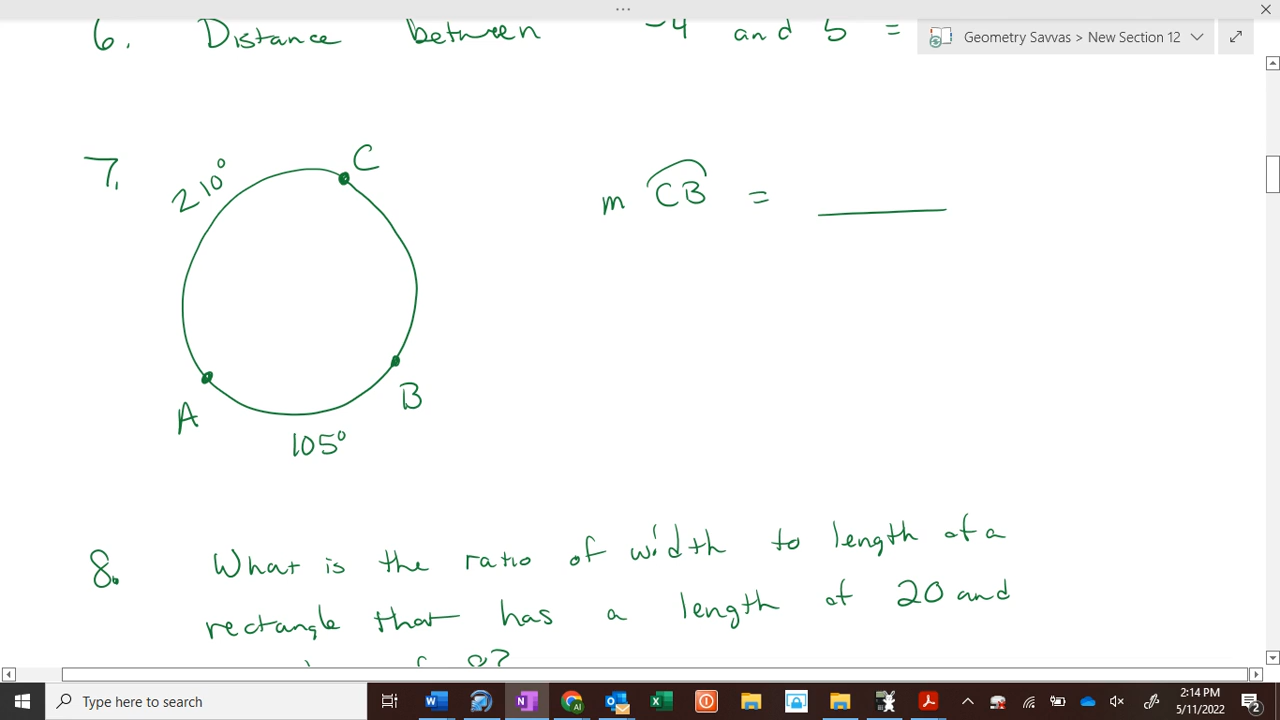 6. Distance between -4 and 5 =
Geometry Savvas > New Section 12
7.
210°
C
m CB = ______
A
B
105°
8. What is the ratio of width to length of a
rectangle that has a length of 20 and
Type here to search
2:14 PM
5/11/2022
2